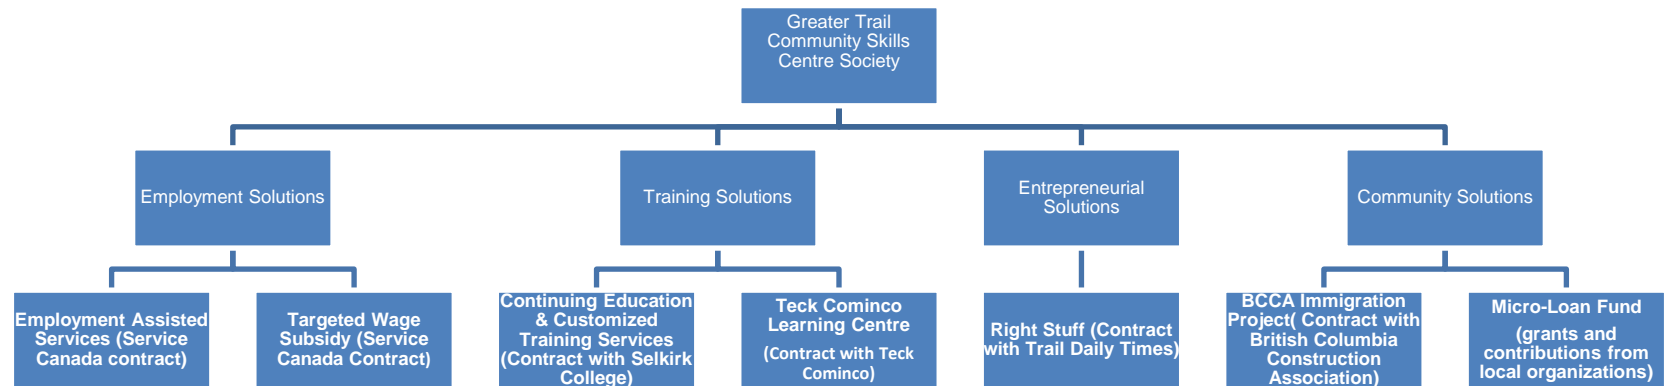 Greater Trail
Community Skills
Centre Society
Employment Solutions
Training Solutions
Entrepreneurial
Solutions
Community Solutions
Employment Assisted
Services (Service
Canada contract)
Targeted Wage
Subsidy (Service
Canada Contract)
Continuing Education
& Customized
Training Services
(Contract with Selkirk
College)
Teck Cominco
Learning Centre
(Contract with Teck
Cominco)
Right Stuff (Contract
with Trail Daily Times)
BCCA Immigration
Project( Contract with
British Columbia
Construction
Association)
Micro-Loan Fund
(grants and
contributions from
local organizations)